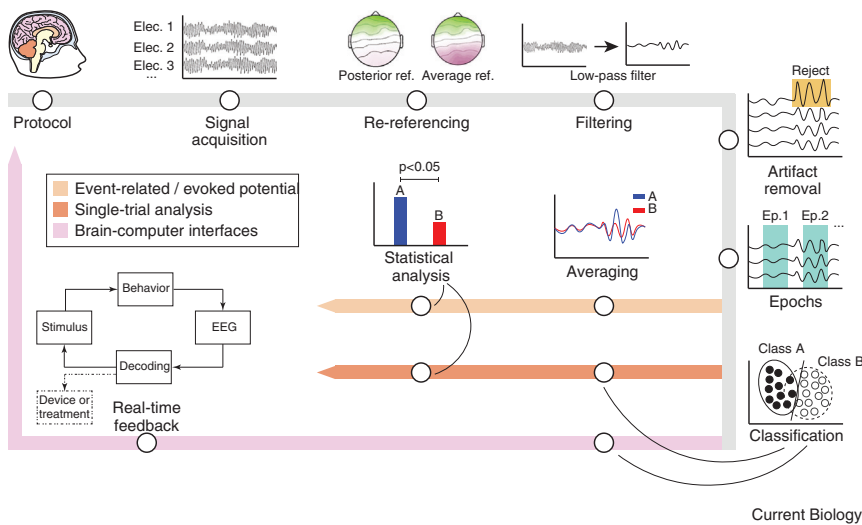 Elec. 1
Elec. 2
Elec. 3
...
Posterior ref.
Average ref.
Low-pass filter
Protocol
Signal
acquisition
Re-referencing
Filtering
Reject
Artifact
removal
Event-related / evoked potential
Single-trial analysis
Brain-computer interfaces
p<0.05
A
B
Statistical
analysis
A
B
Averaging
Ep.1
Ep.2
...
Epochs
Behavior
Stimulus
EEG
Decoding
Device or
treatment
Real-time
feedback
Class A
Class B
Classification
Current Biology